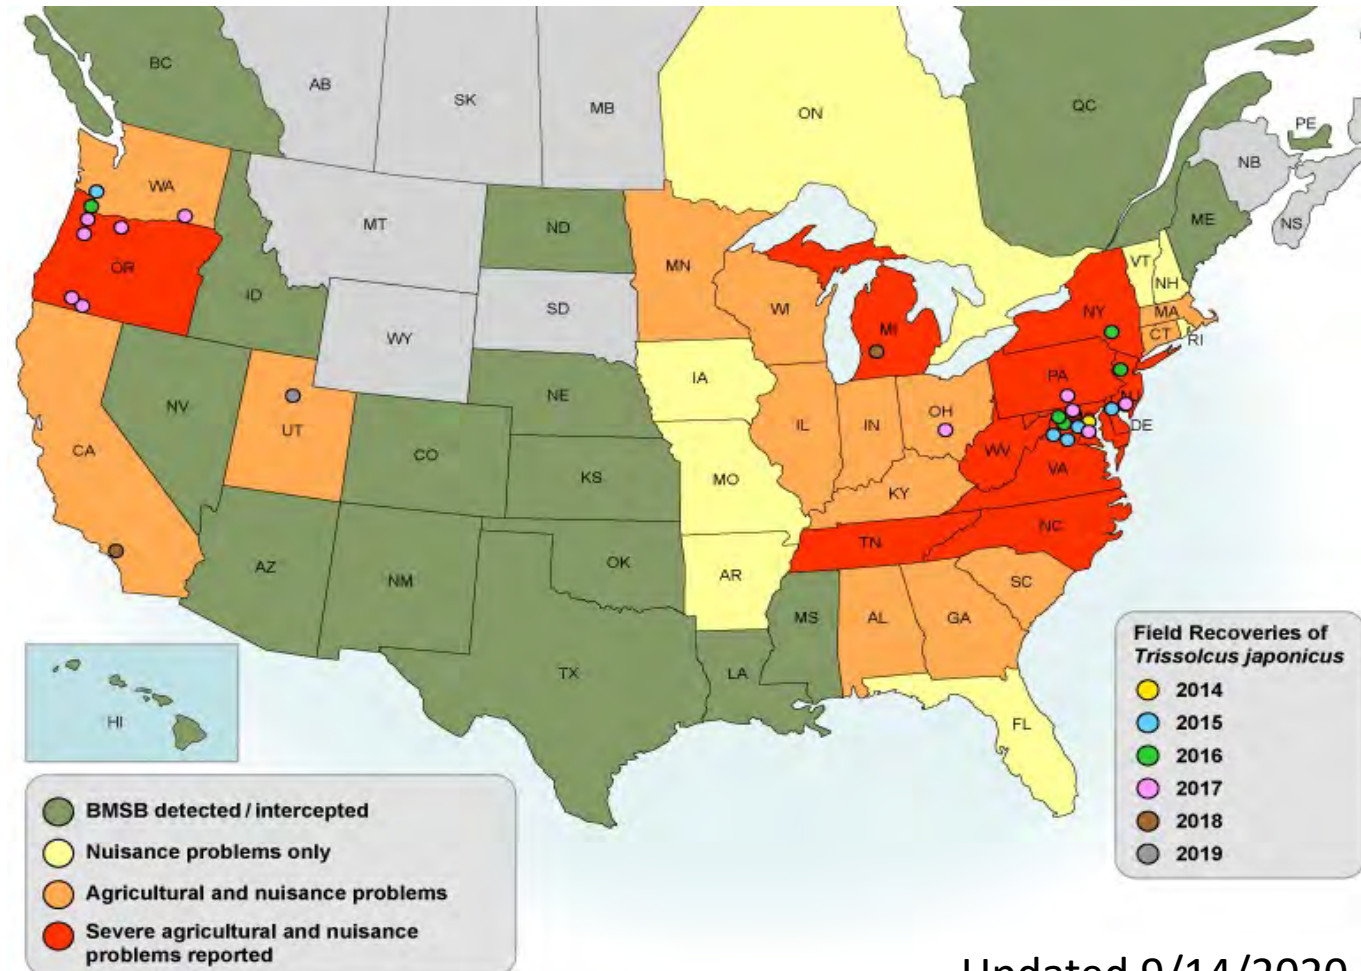 BC
AB
SK
MB
ON
QC
PE
NB
NS
ME
WA
MT
ND
MN
VT
NH
OR
ID
SD
WI
MI
NY
MA
CT
RI
WY
IA
PA
NJ
NV
NE
OH
UT
CO
IL
IN
DE
CA
WV
VA
KS
MO
KY
NC
TN
AZ
NM
OK
AR
SC
MS
AL
GA
TX
LA
FL
HI
BMSB detected / intercepted
Nuisance problems only
Agricultural and nuisance problems
Severe agricultural and nuisance
problems reported
Field Recoveries of
Trissolcus japonicus
2014
2015
2016
2017
2018
2019
Updated 9/14/2020